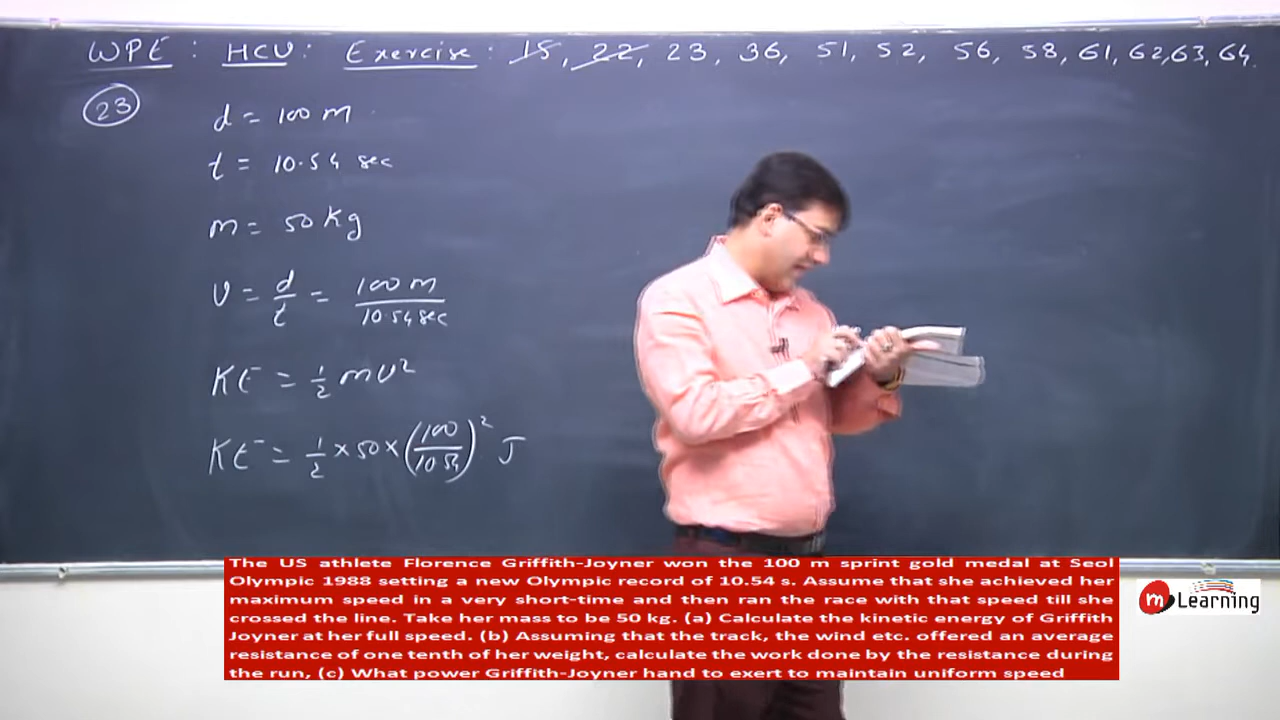 WPE : HCV : Exercise : 15, 22, 23, 36, 51, 52, 56, 58, 61, 62, 63, 64.
23
d = 100 m
t = 10.54 sec
m = 50 kg
v = d/t = 100 m/10.54 sec
KE = 1/2 mv²
KE = 1/2 × 50 × (100/10.54)² J
The US athlete Florence Griffith-Joyner won the 100 m sprint gold medal at Seol
Olympic 1988 setting a new Olympic record of 10.54 s. Assume that she achieved her
maximum speed in a very short-time and then ran the race with that speed till she
crossed the line. Take her mass to be 50 kg. (a) Calculate the kinetic energy of Griffith
Joyner at her full speed. (b) Assuming that the track, the wind etc. offered an average
resistance of one tenth of her weight, calculate the work done by the resistance during
the run, (c) What power Griffith-Joyner hand to exert to maintain uniform speed
m Learning